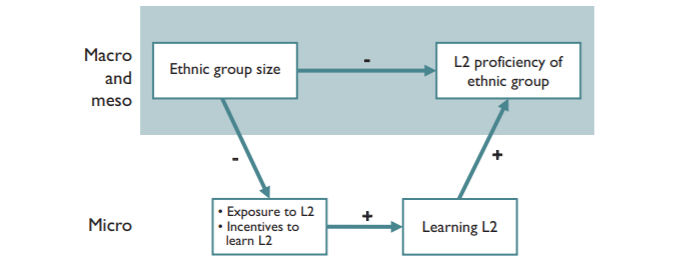 Macro
and
meso
Ethnic group size
-
L2 proficiency of
ethnic group
-
+
Micro
• Exposure to L2
• Incentives to
learn L2
+
Learning L2